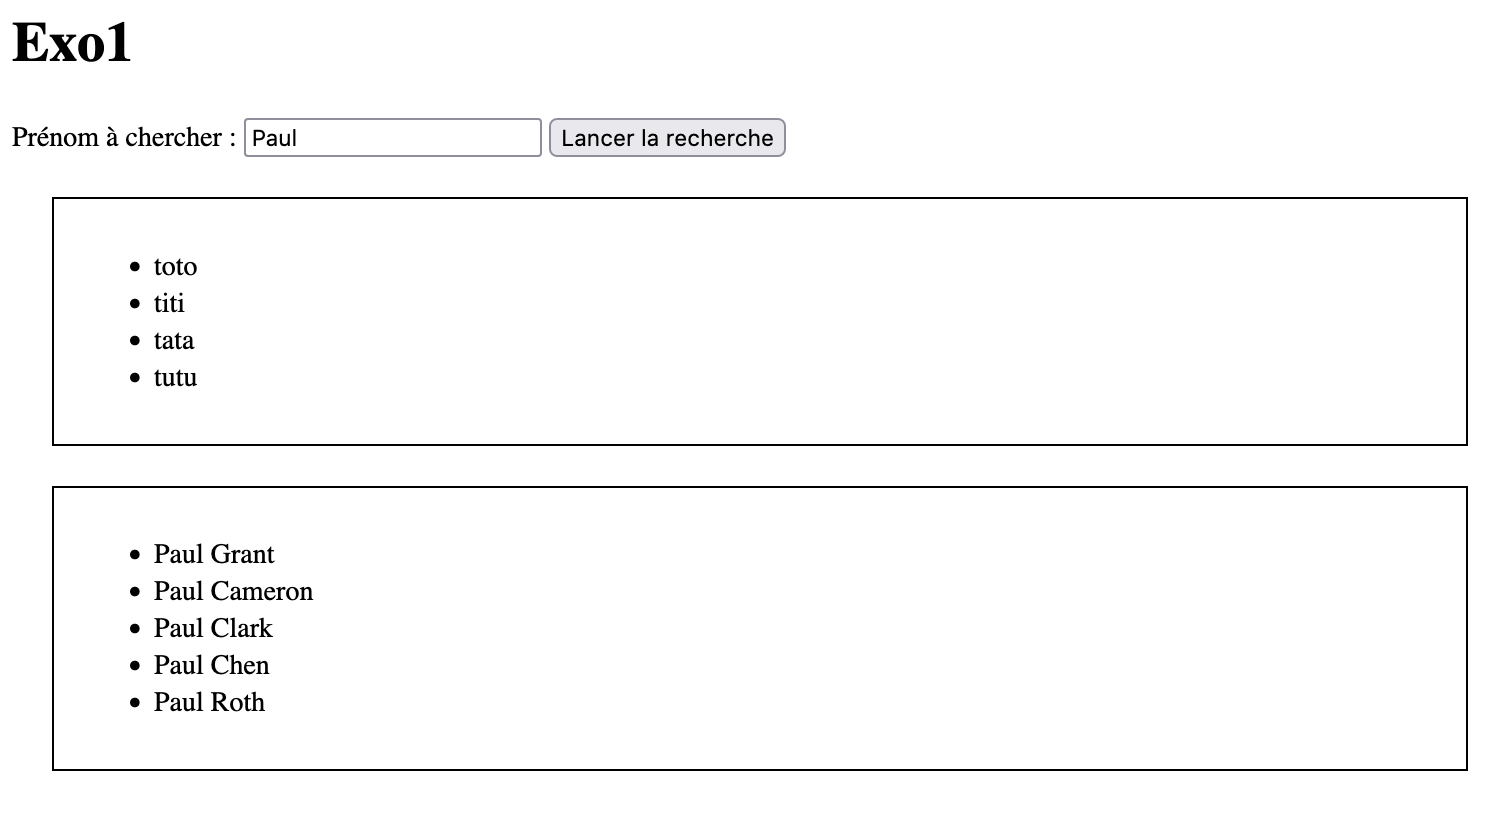 Exo1
Prénom à chercher : Paul Lancer la recherche
toto
titi
tata
tutu
Paul Grant
Paul Cameron
Paul Clark
Paul Chen
Paul Roth